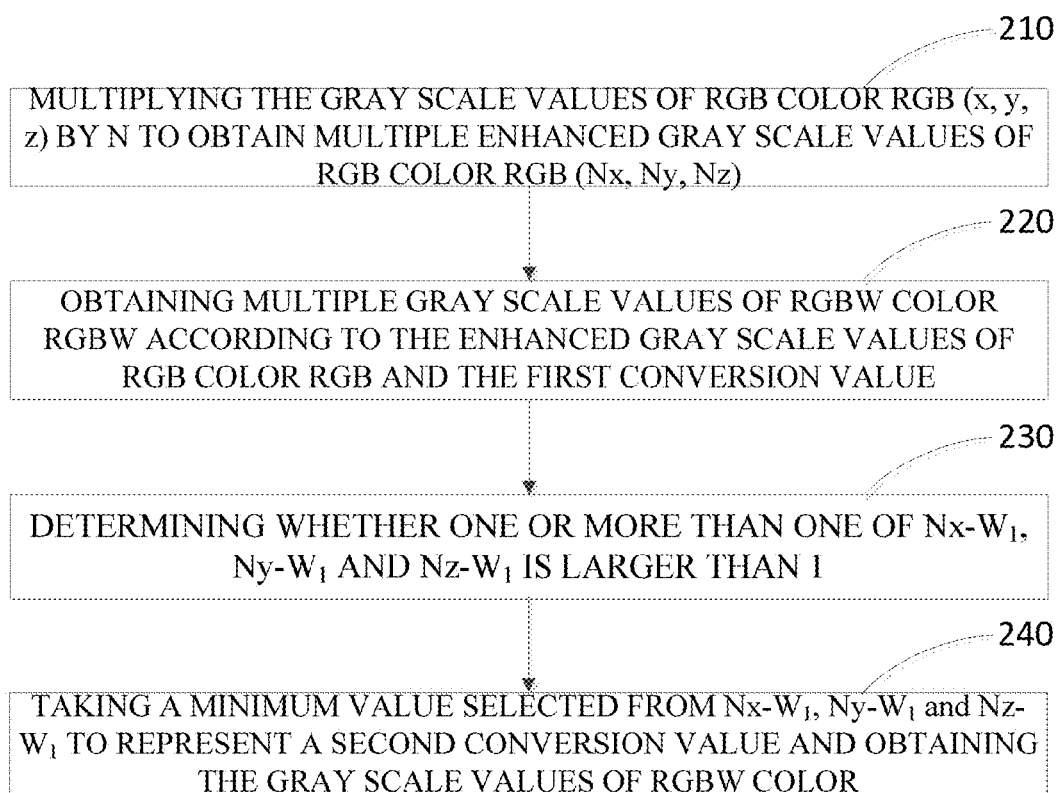 210
MULTIPLYING THE GRAY SCALE VALUES OF RGB COLOR RGB (x, y,
z) BY N TO OBTAIN MULTIPLE ENHANCED GRAY SCALE VALUES OF
RGB COLOR RGB (Nx, Ny, Nz)
220
OBTAINING MULTIPLE GRAY SCALE VALUES OF RGBW COLOR
RGBW ACCORDING TO THE ENHANCED GRAY SCALE VALUES OF
RGB COLOR RGB AND THE FIRST CONVERSION VALUE
230
DETERMINING WHETHER ONE OR MORE THAN ONE OF Nx-W₁,
Ny-W₁ AND Nz-W₁ IS LARGER THAN 1
240
TAKING A MINIMUM VALUE SELECTED FROM Nx-W₁, Ny-W₁ and Nz-
W₁ TO REPRESENT A SECOND CONVERSION VALUE AND OBTAINING
THE GRAY SCALE VALUES OF RGBW COLOR